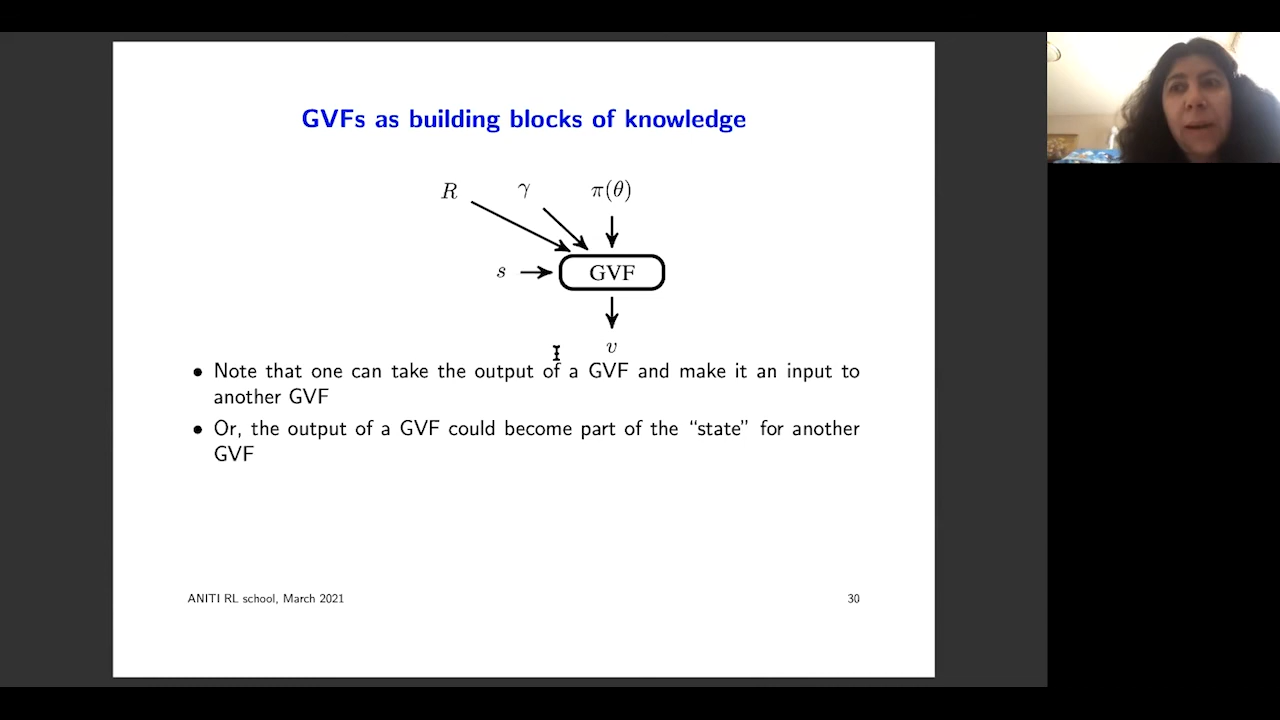 GVFs as building blocks of knowledge
R γ π(θ)
s GVF
v
• Note that one can take the output of a GVF and make it an input to
another GVF
• Or, the output of a GVF could become part of the “state” for another
GVF
ANITI RL school, March 2021 30